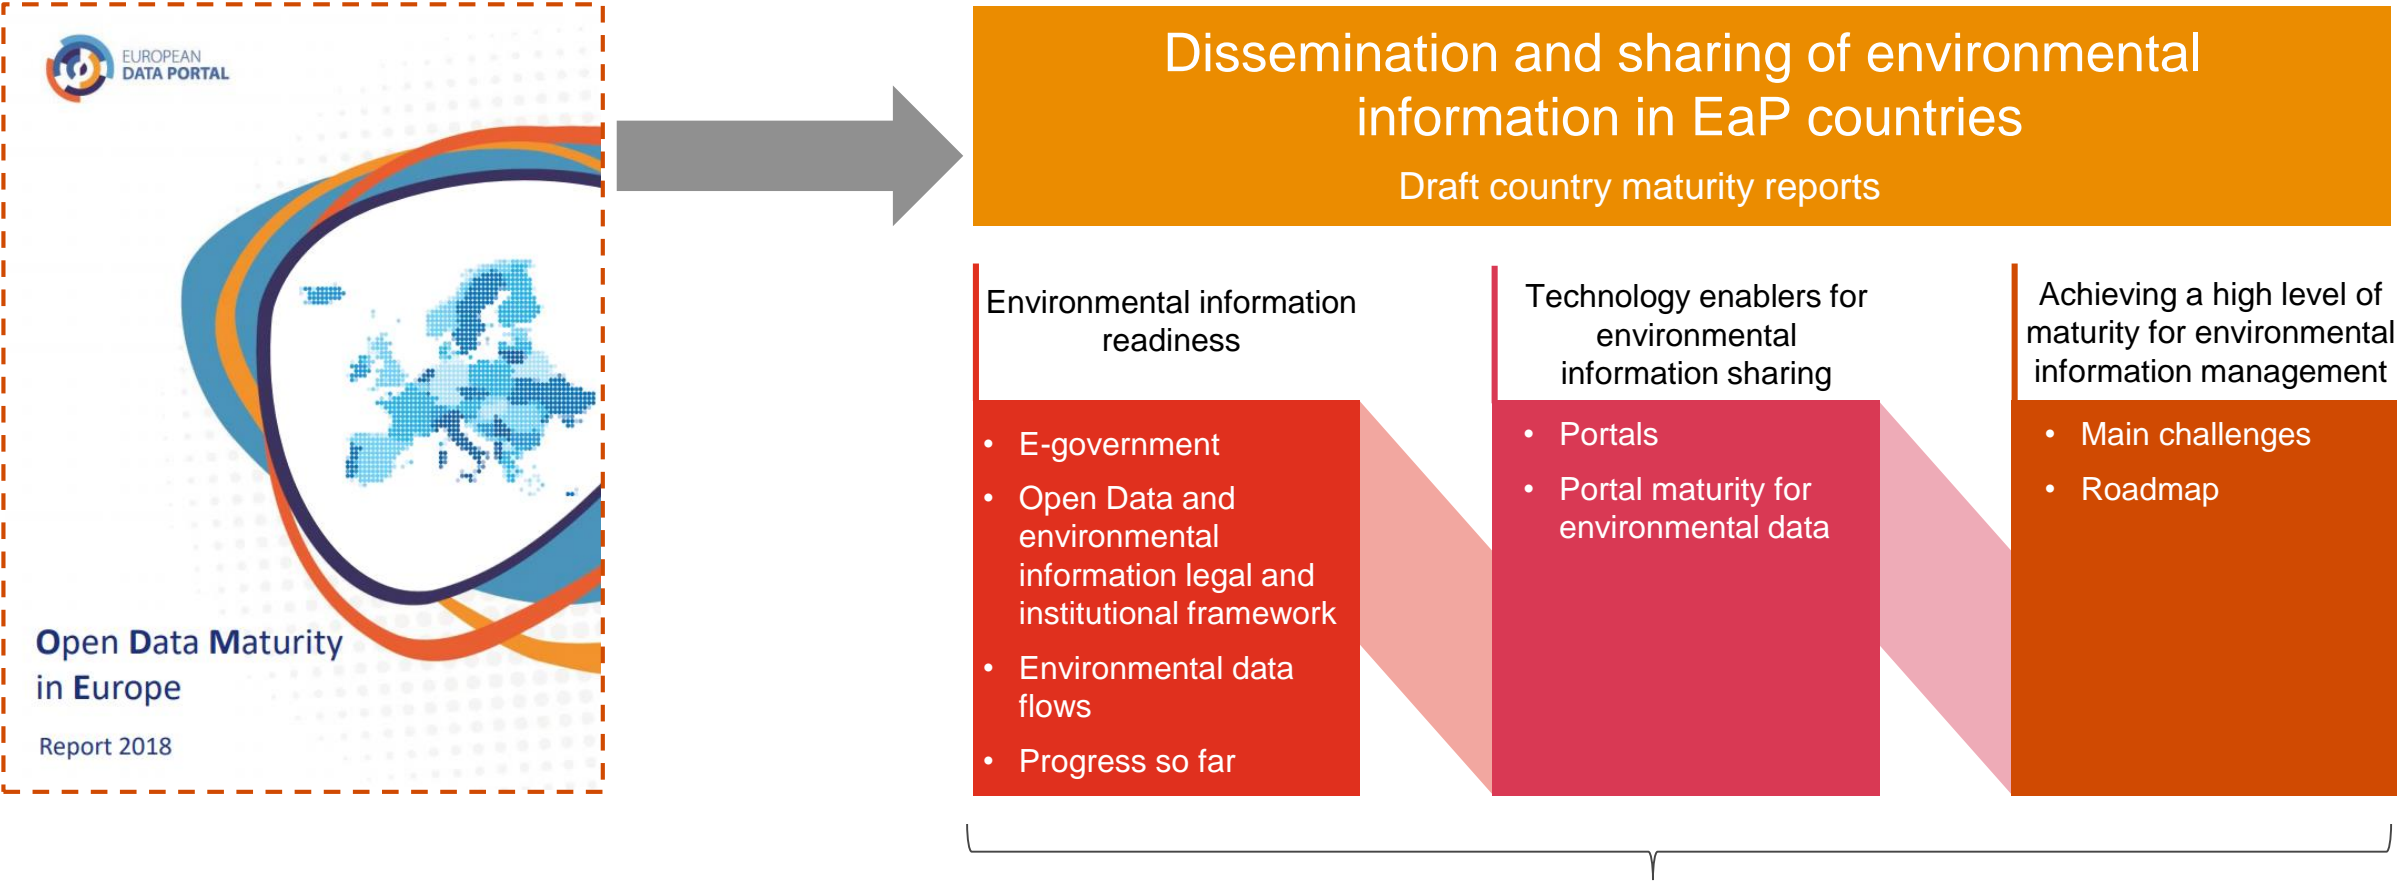 EUROPEAN
DATA PORTAL
Open Data Maturity
in Europe
Report 2018
Dissemination and sharing of environmental
information in EaP countries
Draft country maturity reports
Environmental information
readiness
• E-government
• Open Data and
environmental
information legal and
institutional framework
• Environmental data
flows
• Progress so far
Technology enablers for
environmental
information sharing
• Portals
• Portal maturity for
environmental data
Achieving a high level of
maturity for environmental
information management
• Main challenges
• Roadmap